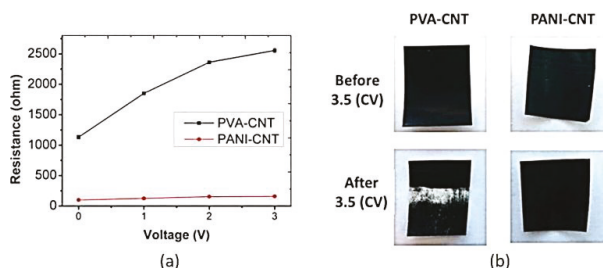 2500
2000
1500
1000
500
0
Resistance (ohm)
PVA-CNT
PANI-CNT
0 1 2 3
Voltage (V)
(a)
PVA-CNT PANI-CNT
Before
3.5 (CV)
After
3.5 (CV)
(b)